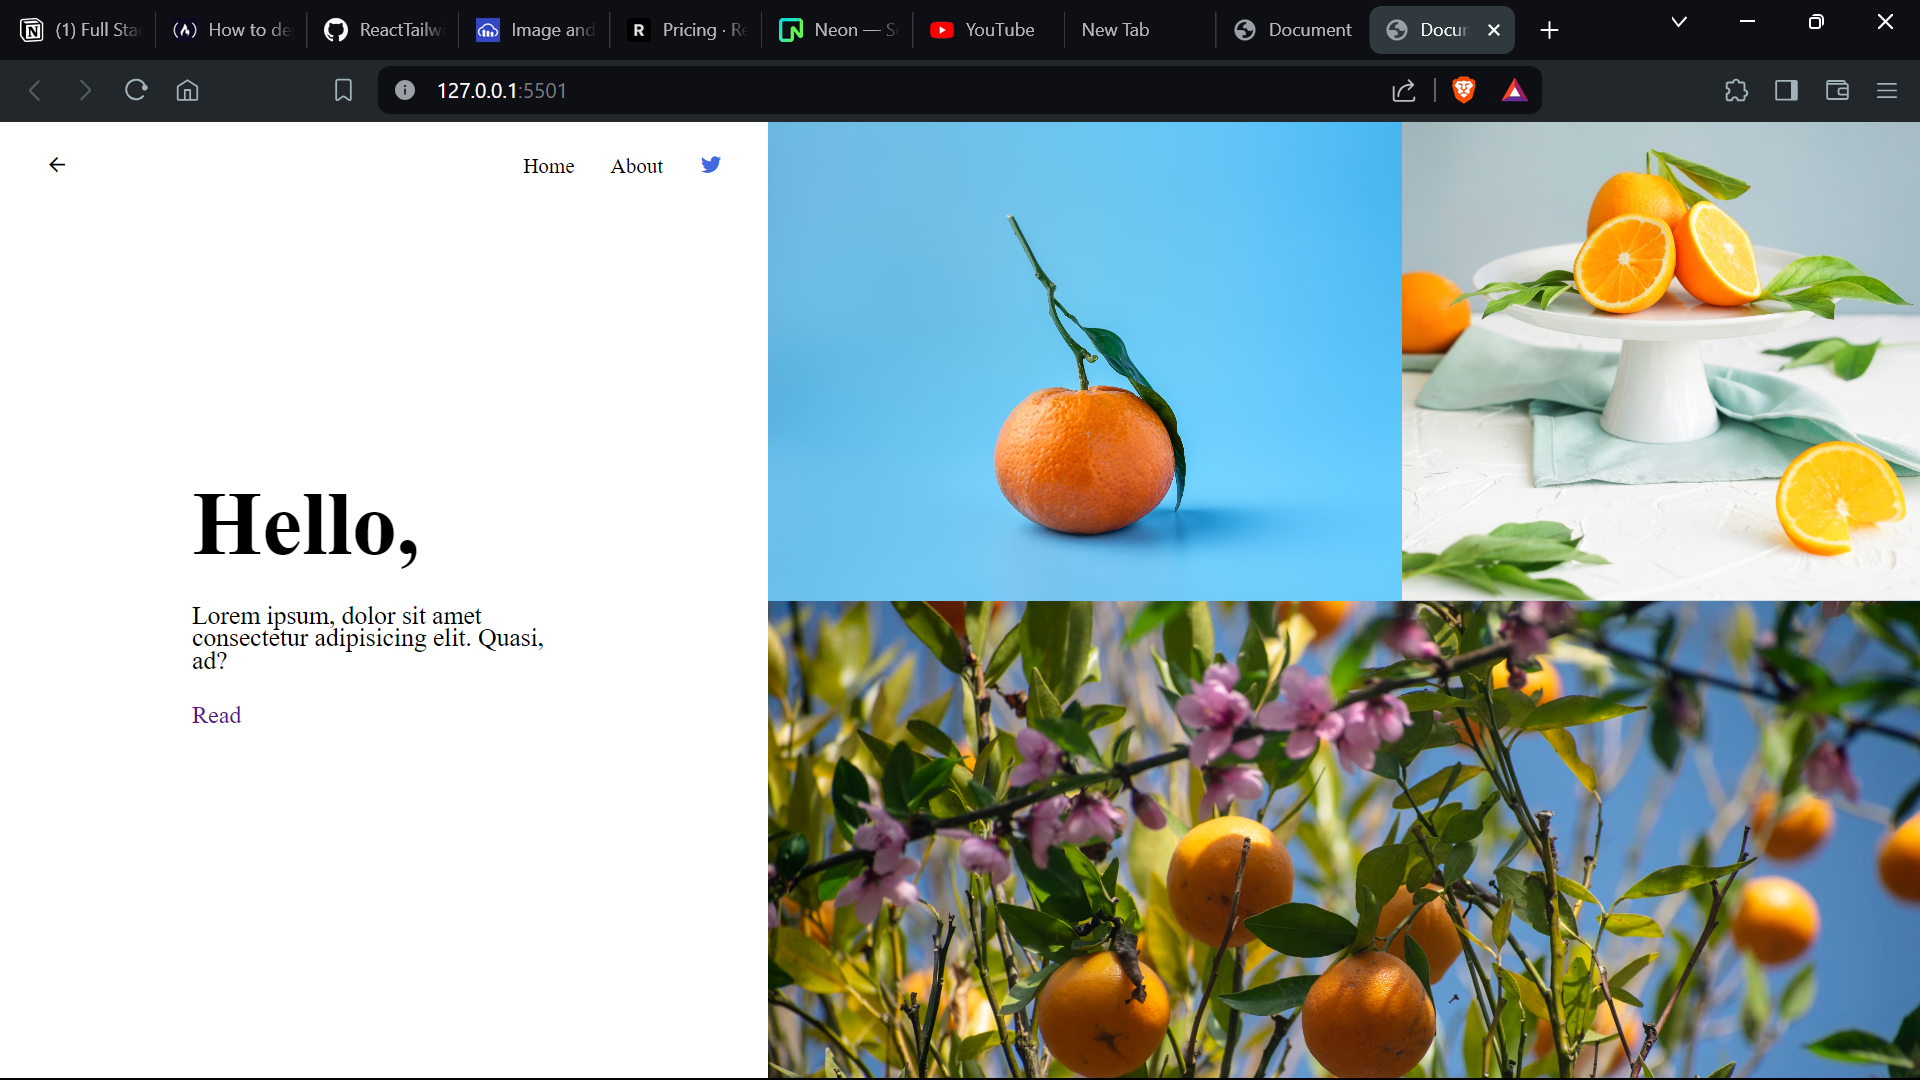 (1) Full Sta
How to de
ReactTailw
Image and
Pricing · Re
Neon — S
YouTube
New Tab
Document
Docu
127.0.0.1:5501
Home
About
Hello,
Lorem ipsum, dolor sit amet
consectetur adipisicing elit. Quasi,
ad?
Read